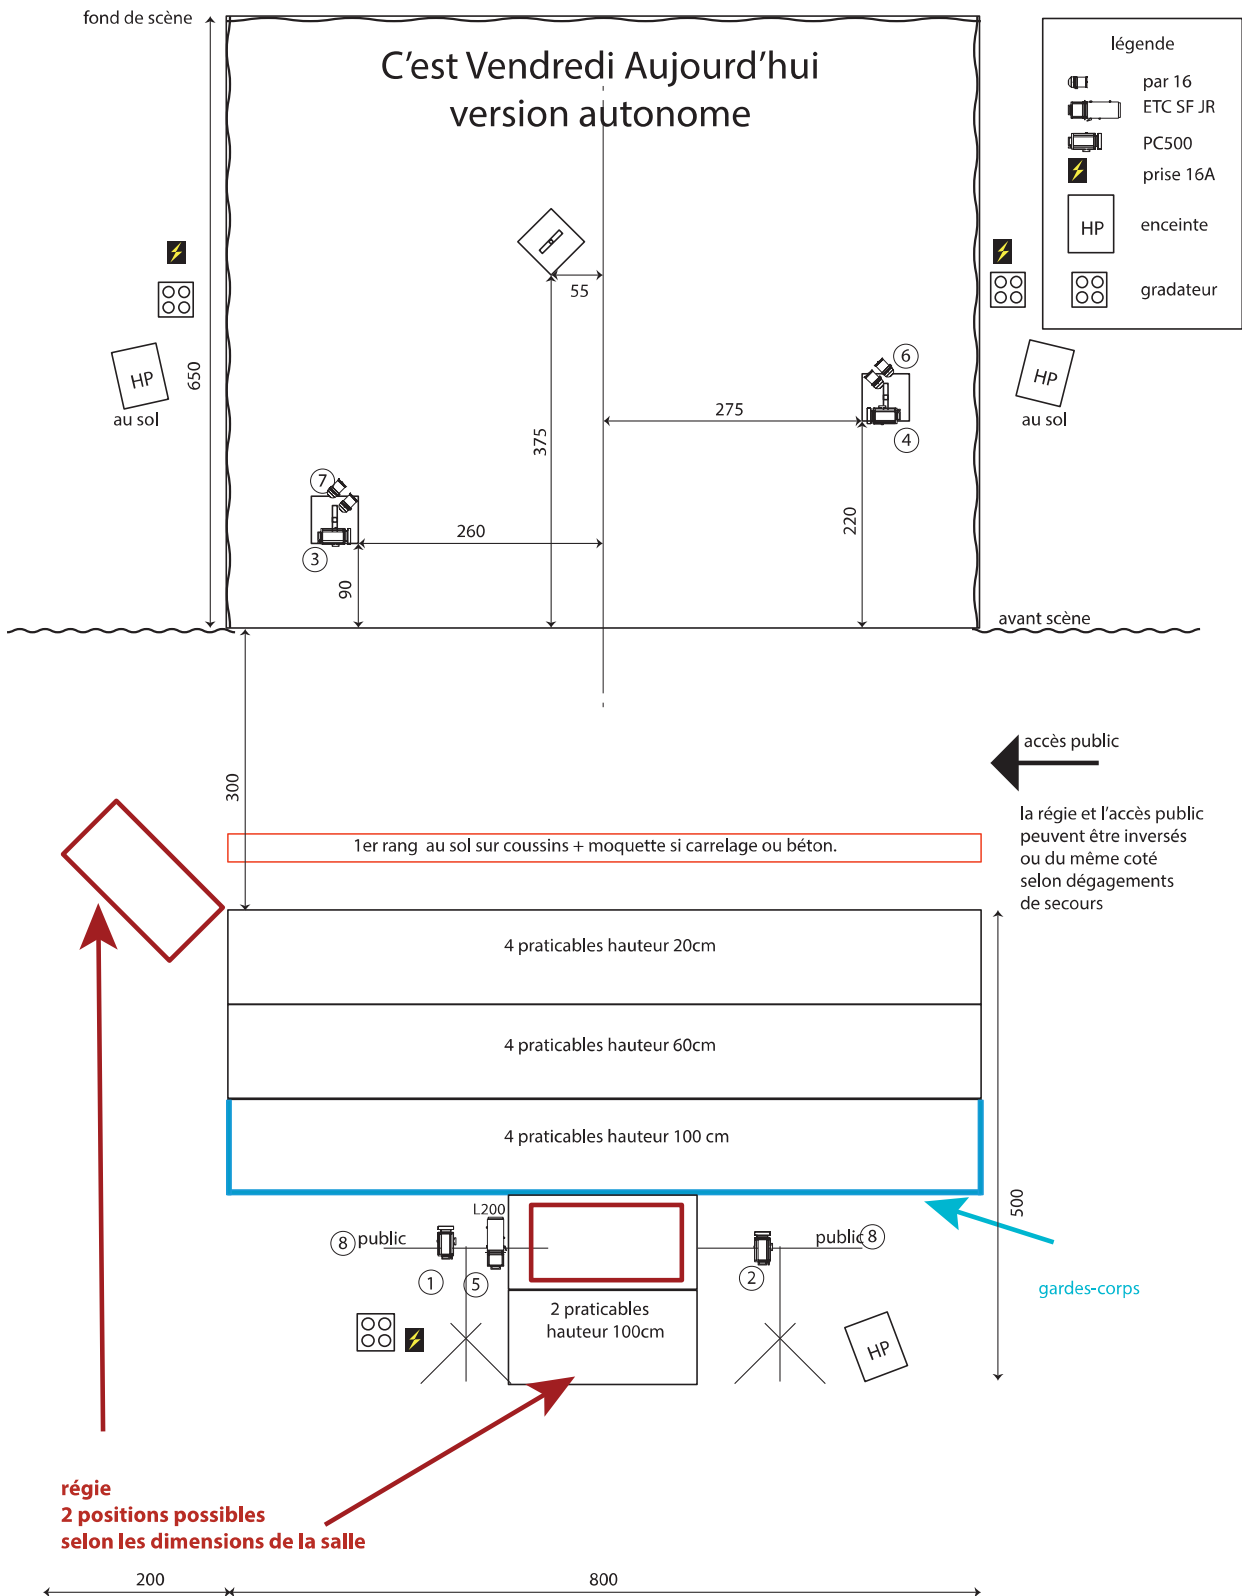 fond de scène
C'est Vendredi Aujourd'hui
version autonome
légende
par 16
ETC SF JR
PC500
prise 16A
HP
enceinte
gradateur
55
650
HP
au sol
HP
au sol
6
275
4
375
7
220
260
3
90
avant scène
accès public
300
la régie et l'accès public
peuvent être inversés
ou du même coté
selon dégagements
de secours
1er rang au sol sur coussins + moquette si carrelage ou béton.
4 praticables hauteur 20cm
4 praticables hauteur 60cm
4 praticables hauteur 100 cm
500
L200
8 public
public 8
1
5
2
gardes-corps
2 praticables
hauteur 100cm
HP
régie
2 positions possibles
selon les dimensions de la salle
200
800